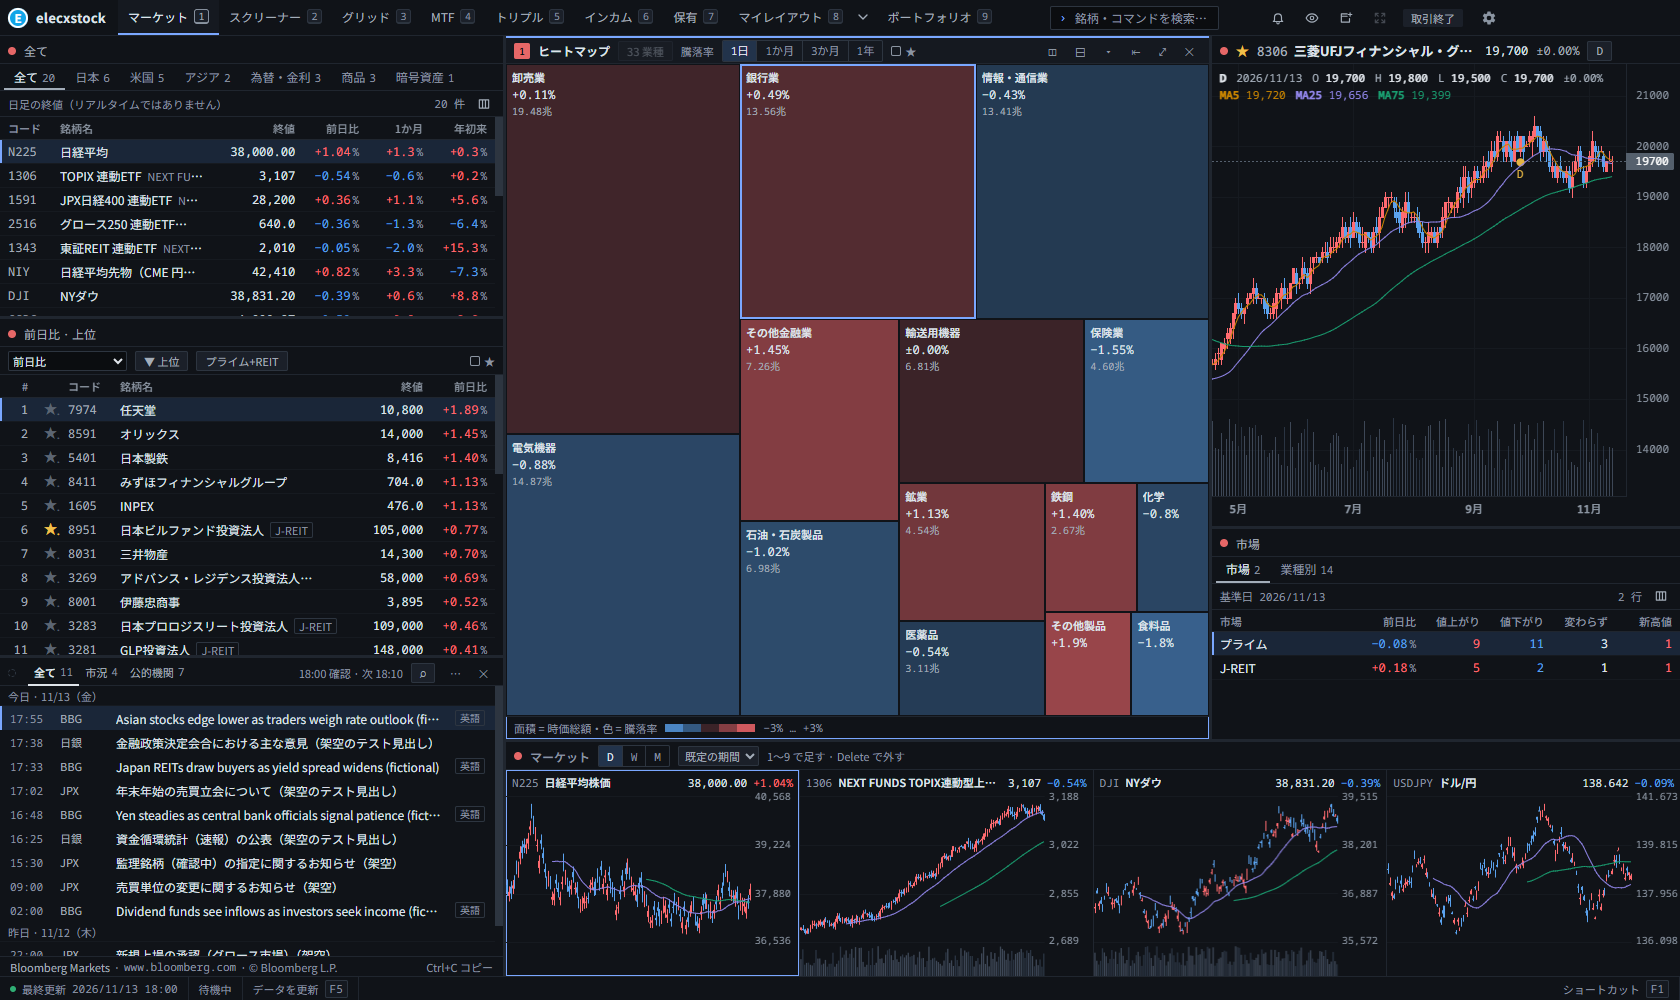 elecxstock マーケット 1 スクリーナー 2 グリッド 3 MTF 4 トリプル 5 インカム 6 保有 7 マイレイアウト 8 ポートフォリオ 9 › 銘柄・コマンドを検索… 取引終了
全て
全て 20 日本 6 米国 5 アジア 2 為替・金利 3 商品 3 暗号資産 1
日足の終値（リアルタイムではありません） 20 件
コード 銘柄名 終値 前日比 1か月 年初来
N225 日経平均 38,000.00 +1.04% +1.3% +0.3%
1306 TOPIX 連動ETF NEXT FU… 3,107 −0.54% −0.6% +0.2%
1591 JPX日経400 連動ETF N… 28,200 +0.36% +1.1% +5.6%
2516 グロース250 連動ETF… 640.0 −0.36% −1.3% −6.4%
1343 東証REIT 連動ETF NEXT… 2,010 −0.05% −2.0% +15.3%
NIY 日経平均先物（CME 円… 42,410 +0.82% +3.3% −7.3%
DJI NYダウ 38,831.20 −0.39% +0.6% +8.8%
前日比・上位
前日比 ▼上位 プライム+REIT ★
# コード 銘柄名 終値 前日比
1 ★ 7974 任天堂 10,800 +1.89%
2 ★ 8591 オリックス 14,000 +1.45%
3 ★ 5401 日本製鉄 8,416 +1.40%
4 ★ 8411 みずほフィナンシャルグループ 704.0 +1.13%
5 ★ 1605 INPEX 476.0 +1.13%
6 ★ 8951 日本ビルファンド投資法人 J-REIT 105,000 +0.77%
7 ★ 8031 三井物産 14,300 +0.70%
8 ★ 3269 アドバンス・レジデンス投資法人… 58,000 +0.69%
9 ★ 8001 伊藤忠商事 3,895 +0.52%
10 ★ 3283 日本プロロジスリート投資法人 J-REIT 109,000 +0.46%
11 ★ 3281 GLP投資法人 J-REIT 148,000 +0.41%
全て 11 市況 4 公的機関 7 18:00 確認・次 18:10
今日・11/13（金）
17:55 BBG Asian stocks edge lower as traders weigh rate outlook (fi… 英語
17:38 日銀 金融政策決定会合における主な意見（架空のテスト見出し）
17:33 BBG Japan REITs draw buyers as yield spread widens (fictional) 英語
17:02 JPX 年末年始の売買立会について（架空のテスト見出し）
16:48 BBG Yen steadies as central bank officials signal patience (fict… 英語
16:25 日銀 資金循環統計（速報）の公表（架空のテスト見出し）
15:30 JPX 監理銘柄（確認中）の指定に関するお知らせ（架空）
09:00 JPX 売買単位の変更に関するお知らせ（架空）
02:00 BBG Dividend funds see inflows as investors seek income (fic… 英語
昨日・11/12（木）
22:00 JPX 新規上場の承認（グロース市場）（架空）
Bloomberg Markets · www.bloomberg.com · © Bloomberg L.P. Ctrl+C コピー
1 ヒートマップ 33 業種 騰落率 1日 1か月 3か月 1年 ★
卸売業
+0.11%
19.48兆
銀行業
+0.49%
13.56兆
情報・通信業
−0.43%
13.41兆
電気機器
−0.88%
14.87兆
その他金融業
+1.45%
7.26兆
輸送用機器
±0.00%
6.81兆
保険業
−1.55%
4.60兆
石油・石炭製品
−1.02%
6.98兆
鉱業
+1.13%
4.54兆
鉄鋼
+1.40%
2.67兆
化学
−0.8%
医薬品
−0.54%
3.11兆
その他製品
+1.9%
食料品
−1.8%
面積＝時価総額・色＝騰落率 −3% … +3%
マーケット D W M 既定の期間 1〜9 で足す · Delete で外す
N225 日経平均株価 38,000.00 +1.04%
40,568
39,224
37,880
36,536
1306 NEXT FUNDS TOPIX連動型上… 3,107 −0.54%
3,188
3,022
2,855
2,689
DJI NYダウ 38,831.20 −0.39%
39,515
38,201
36,887
35,572
USDJPY ドル/円 138.642 −0.09%
141.673
139.815
137.956
136.098
★ 8306 三菱UFJフィナンシャル・グ… 19,700 ±0.00% D
D 2026/11/13 O 19,700 H 19,800 L 19,500 C 19,700 ±0.00%
MA5 19,720 MA25 19,656 MA75 19,399
21000
20000
19700
19000
18000
17000
16000
15000
14000
D
5月 7月 9月 11月
市場
市場 2 業種別 14
基準日 2026/11/13 2 行
市場 前日比 値上がり 値下がり 変わらず 新高値
プライム −0.08% 9 11 3 1
J-REIT +0.18% 5 2 1 1
最終更新 2026/11/13 18:00 待機中 データを更新 F5 ショートカット F1